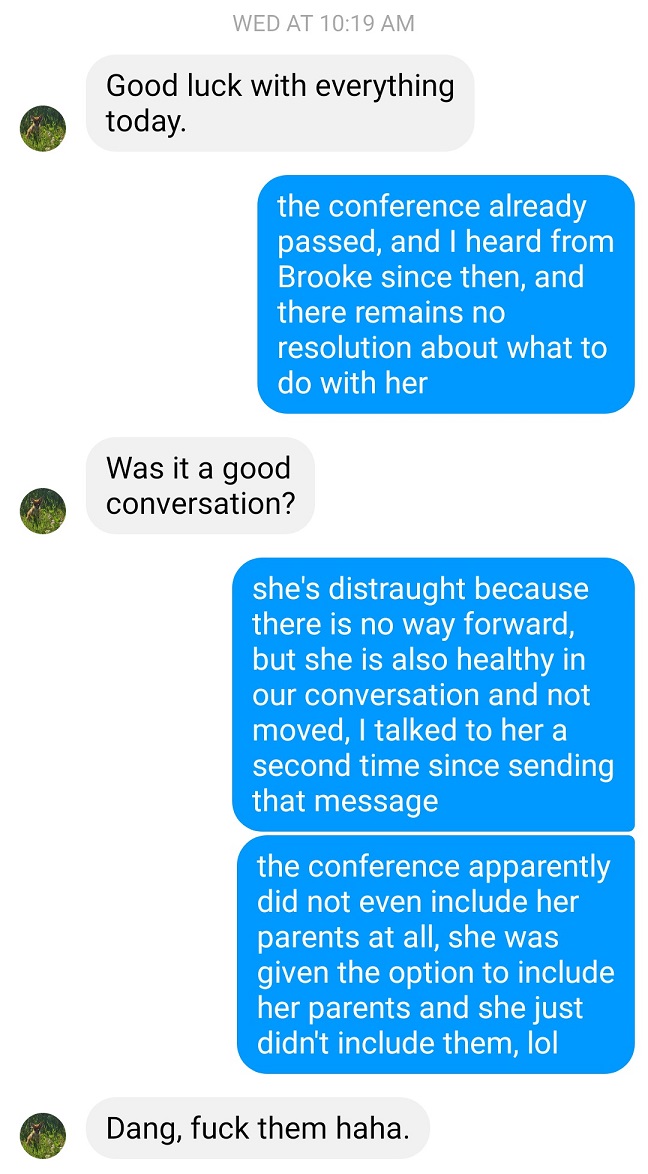 WED AT 10:19 AM
Good luck with everything
today.
the conference already
passed, and I heard from
Brooke since then, and
there remains no
resolution about what to
do with her
Was it a good
conversation?
she's distraught because
there is no way forward,
but she is also healthy in
our conversation and not
moved, I talked to her a
second time since sending
that message
the conference apparently
did not even include her
parents at all, she was
given the option to include
her parents and she just
didn't include them, lol
Dang, fuck them haha.